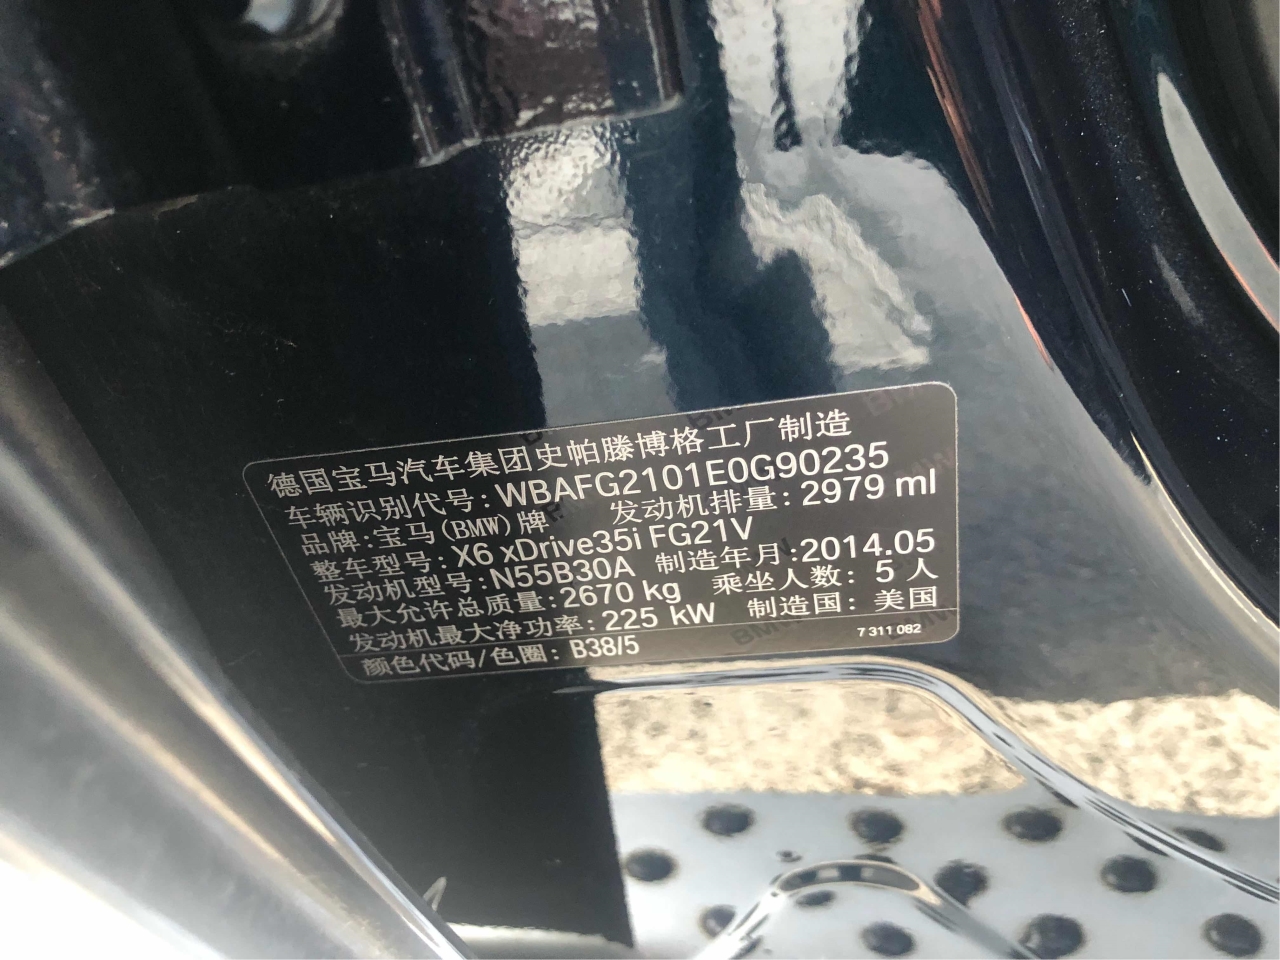 德国宝马汽车集团史帕滕博格工厂制造
车辆识别代号: WBAFG2101E0G90235
品牌: 宝马(BMW)牌 发动机排量: 2979 ml
整车型号: X6 xDrive35i FG21V
发动机型号: N55B30A 制造年月: 2014.05
最大允许总质量: 2670 kg 乘坐人数: 5 人
发动机最大净功率: 225 kW 制造国: 美国
颜色代码/色圈: B38/5 7 311 082